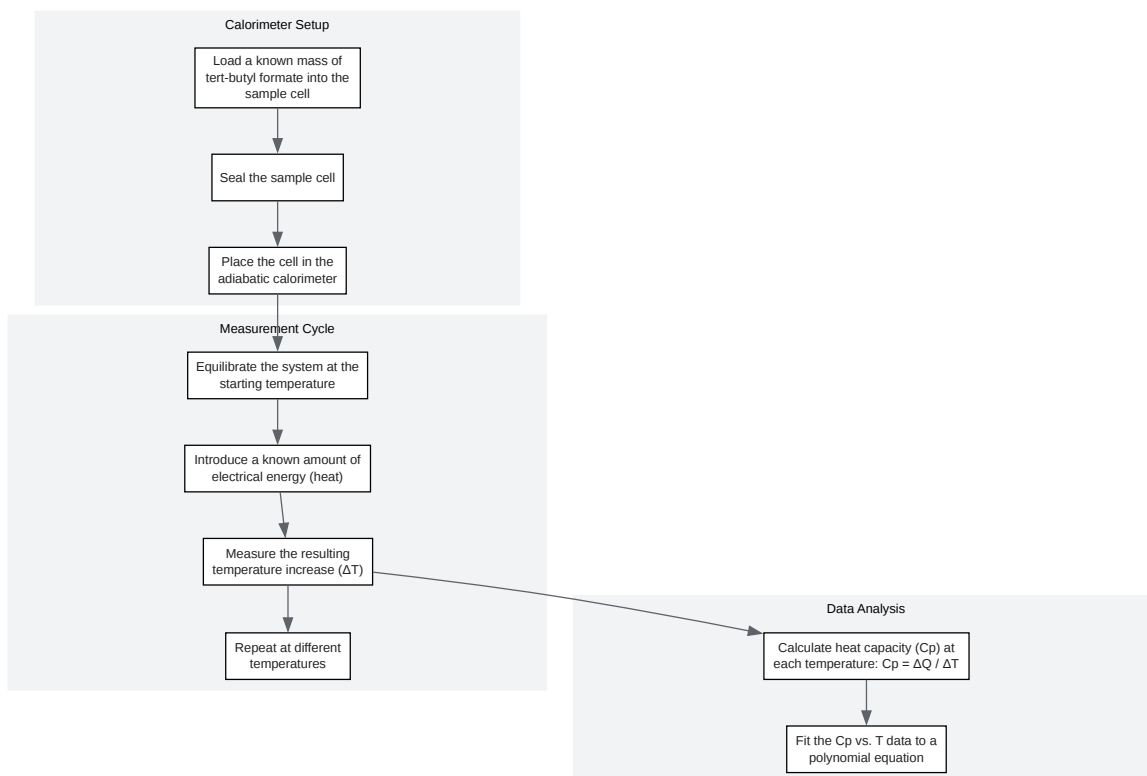 Calorimeter Setup
Load a known mass of
tert-butyl formate into the
sample cell
Seal the sample cell
Place the cell in the
adiabatic calorimeter
Measurement Cycle
Equilibrate the system at the
starting temperature
Introduce a known amount of
electrical energy (heat)
Measure the resulting
temperature increase (ΔT)
Repeat at different
temperatures
Data Analysis
Calculate heat capacity (Cp) at
each temperature: Cp = ΔQ / ΔT
Fit the Cp vs. T data to a
polynomial equation